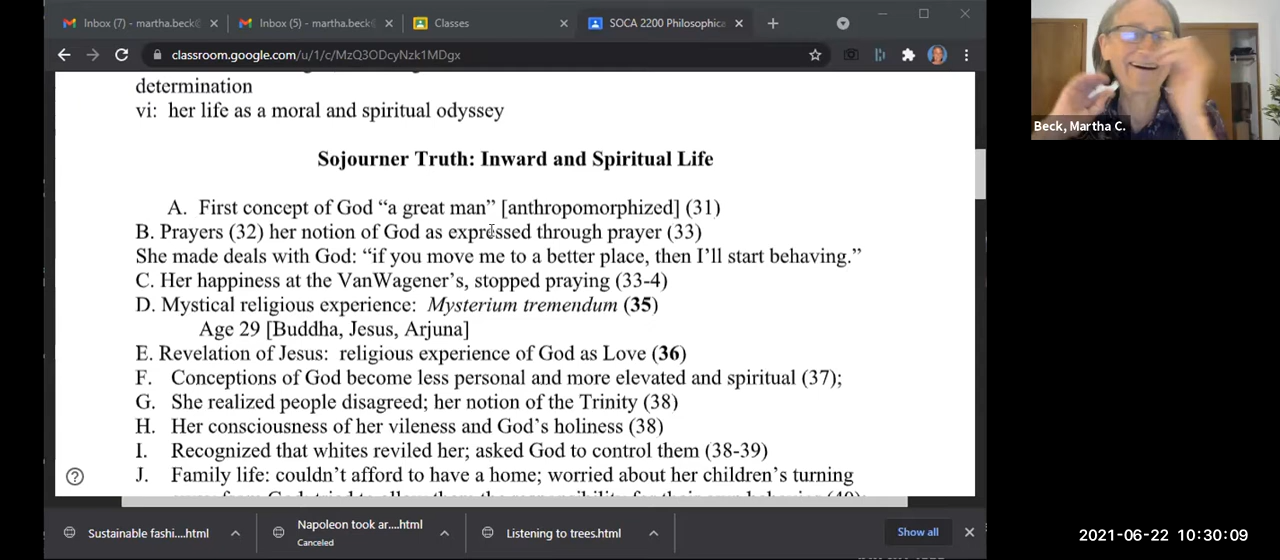 Inbox (7) - martha.beck@
Inbox (5) - martha.beck@
Classes
SOCA 2200 Philosophica
classroom.google.com/u/1/c/MzQ3ODcyNzk1MDgx
determination
vi: her life as a moral and spiritual odyssey
Sojourner Truth: Inward and Spiritual Life
A. First concept of God “a great man” [anthropomorphized] (31)
B. Prayers (32) her notion of God as expressed through prayer (33)
She made deals with God: “if you move me to a better place, then I’ll start behaving.”
C. Her happiness at the VanWagener’s, stopped praying (33-4)
D. Mystical religious experience: Mysterium tremendum (35)
Age 29 [Buddha, Jesus, Arjuna]
E. Revelation of Jesus: religious experience of God as Love (36)
F. Conceptions of God become less personal and more elevated and spiritual (37);
G. She realized people disagreed; her notion of the Trinity (38)
H. Her consciousness of her vileness and God’s holiness (38)
I. Recognized that whites reviled her; asked God to control them (38-39)
J. Family life: couldn’t afford to have a home; worried about her children’s turning
Sustainable fashi....html
Napoleon took ar....html
Canceled
Listening to trees.html
Show all
Beck, Martha C.
2021-06-22 10:30:09